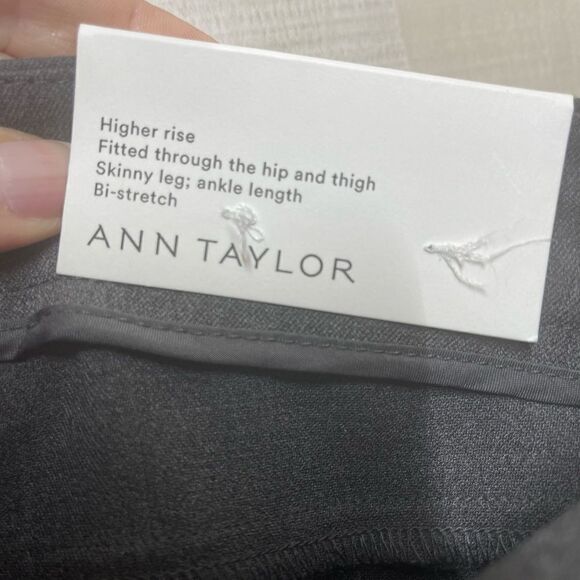 Higher rise
Fitted through the hip and thigh
Skinny leg; ankle length
Bi-stretch
ANN TAYLOR